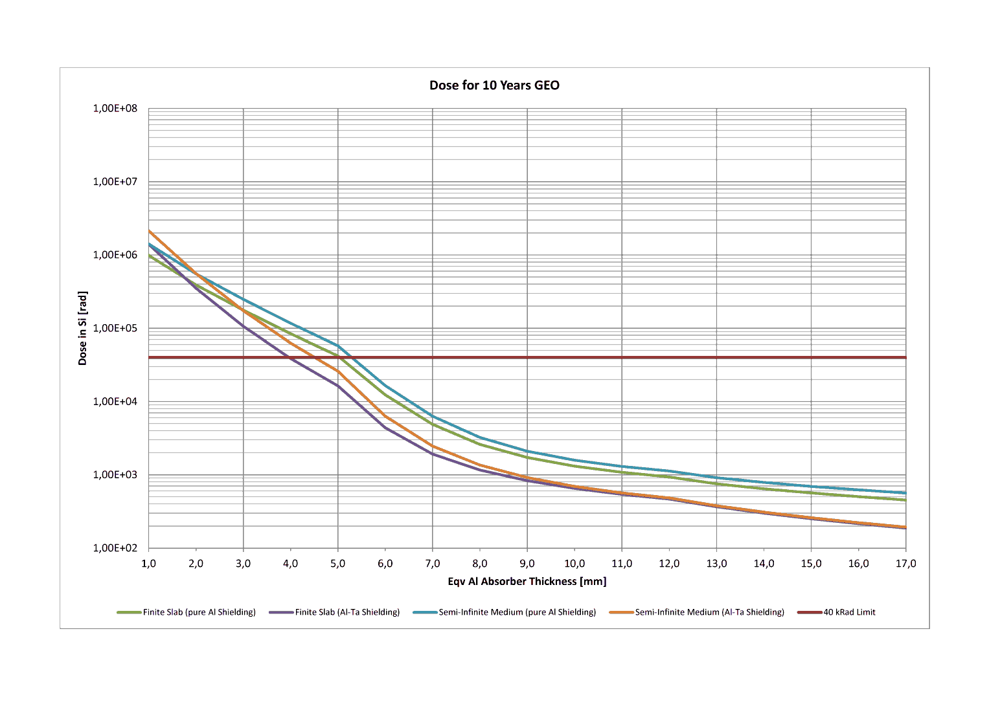 Dose for 10 Years GEO
1,00E+08
1,00E+07
1,00E+06
1,00E+05
1,00E+04
1,00E+03
1,00E+02
Dose in Si [rad]
1,0 2,0 3,0 4,0 5,0 6,0 7,0 8,0 9,0 10,0 11,0 12,0 13,0 14,0 15,0 16,0 17,0
Eqv Al Absorber Thickness [mm]
Finite Slab (pure Al Shielding) Finite Slab (Al-Ta Shielding) Semi-Infinite Medium (pure Al Shielding) Semi-Infinite Medium (Al-Ta Shielding) 40 kRad Limit